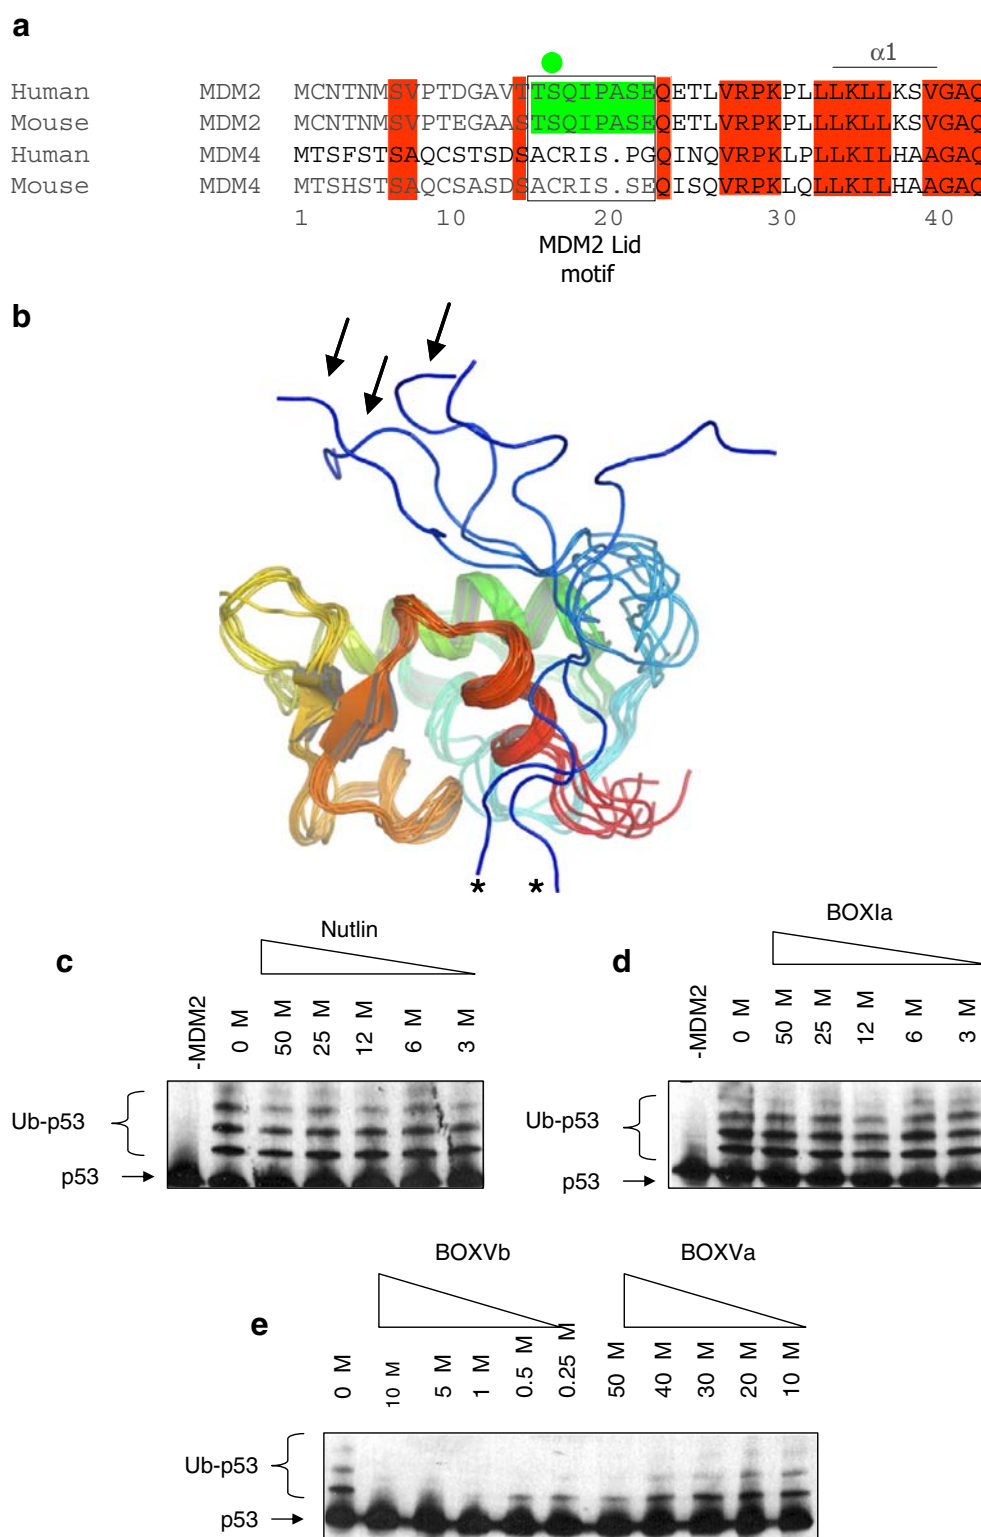 a
α1
Human MDM2 MCNTNMSVPTDGAVTTSQIPASEQETLVRPKPLLLKLLKSVGAQ
Mouse MDM2 MCNTNMSVPTEGAASTSQIPASEQETLVRPKPLLLKLLKSVGAQ
Human MDM4 MTSFSTSAQCSTSDSACRIS.PGQINQVRPKLPLLKILHAAGAQ
Mouse MDM4 MTSHSTSAQCSASDSACRIS.SEQISQVRPKLQLLKILHAAGAQ
1 10 20 30 40
MDM2 Lid
motif
b
* *
c
Nutlin
-MDM2 0 M 50 M 25 M 12 M 6 M 3 M
Ub-p53
p53
d
BOXIa
-MDM2 0 M 50 M 25 M 12 M 6 M 3 M
Ub-p53
p53
e
BOXVb BOXVa
0 M 10 M 5 M 1 M 0.5 M 0.25 M 50 M 40 M 30 M 20 M 10 M
Ub-p53
p53